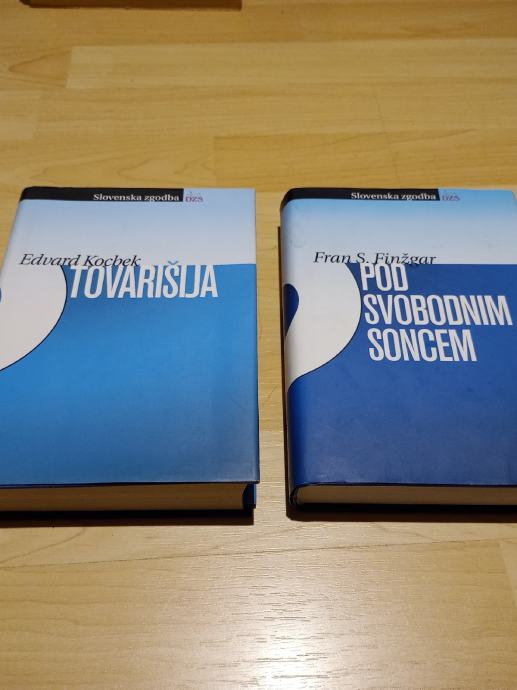 Slovenska zgodba DZS
Edvard Kocbek
TOVARIŠIJA
Slovenska zgodba DZS
Fran S. Finžgar
POD
SVOBODNIM
SONCEM